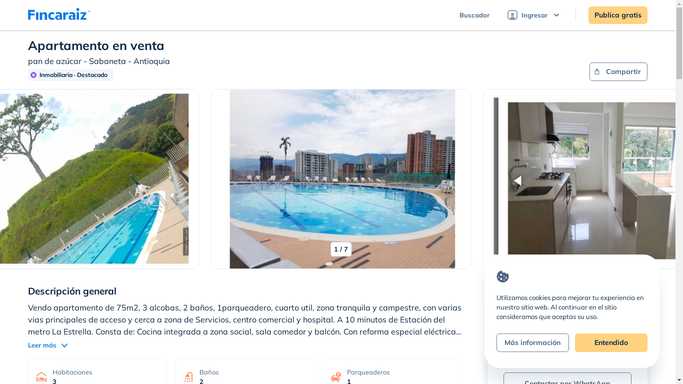 Fincaraiz
Buscador
Ingresar
Publica gratis
Apartamento en venta
pan de azúcar - Sabaneta - Antioquia
Inmobiliaria · Destacado
Compartir
1 / 7
Descripción general
Vendo apartamento de 75m2, 3 alcobas, 2 baños, 1parqueadero, cuarto util, zona tranquila y campestre, con varias
vias principales de acceso y cerca a zona de Servicios, centro comercial y hospital. A 10 minutos de Estación del
metro La Estrella. Consta de: Cocina integrada a zona social, sala comedor y balcón. Con reforma especial eléctrica...
Leer más
Habitaciones
3
Baños
2
Parqueaderos
1
Utilizamos cookies para mejorar tu experiencia en
nuestro sitio web. Al continuar en el sitio
consideramos que aceptas su uso.
Más información
Entendido
Contactar por WhatsApp